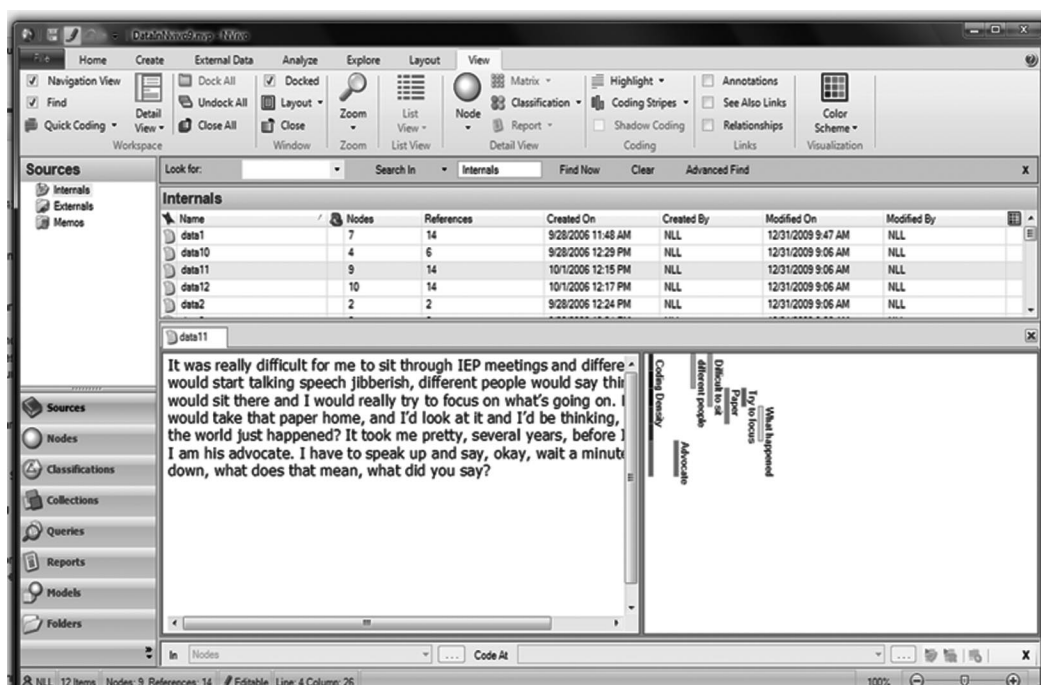 DataInNvivo9.nvp - NVivo
File Home Create External Data Analyze Explore Layout View
Navigation View
Find
Quick Coding
Detail View
Workspace
Dock All
Undock All
Close All
Docked
Layout
Close
Window
Zoom
Zoom
List View
List View
Node
Matrix
Classification
Report
Detail View
Highlight
Coding Stripes
Shadow Coding
Coding
Annotations
See Also Links
Relationships
Links
Color Scheme
Visualization
Sources
Internals
Externals
Memos
Look for: Search In Internals Find Now Clear Advanced Find X
Internals
Name Nodes References Created On Created By Modified On Modified By
data1 7 14 9/28/2006 11:48 AM NLL 12/31/2009 9:47 AM NLL
data10 4 6 9/28/2006 12:29 PM NLL 12/31/2009 9:06 AM NLL
data11 9 14 10/1/2006 12:15 PM NLL 12/31/2009 9:06 AM NLL
data12 10 14 10/1/2006 12:17 PM NLL 12/31/2009 9:06 AM NLL
data2 2 2 9/28/2006 12:24 PM NLL 12/31/2009 9:06 AM NLL
data11
It was really difficult for me to sit through IEP meetings and differe
would start talking speech jibberish, different people would say thin
would sit there and I would really try to focus on what's going on.
would take that paper home, and I'd look at it and I'd be thinking,
the world just happened? It took me pretty, several years, before I
I am his advocate. I have to speak up and say, okay, wait a minute
down, what does that mean, what did you say?
Coding Density
Advocate
different people
Difficult to sit
Paper
Try to focus
What happened
Sources
Nodes
Classifications
Collections
Queries
Reports
Models
Folders
In Nodes ... Code At ... X
NLL 12 Items Nodes: 9 References: 14 Editable Line: 4 Column: 26 100%